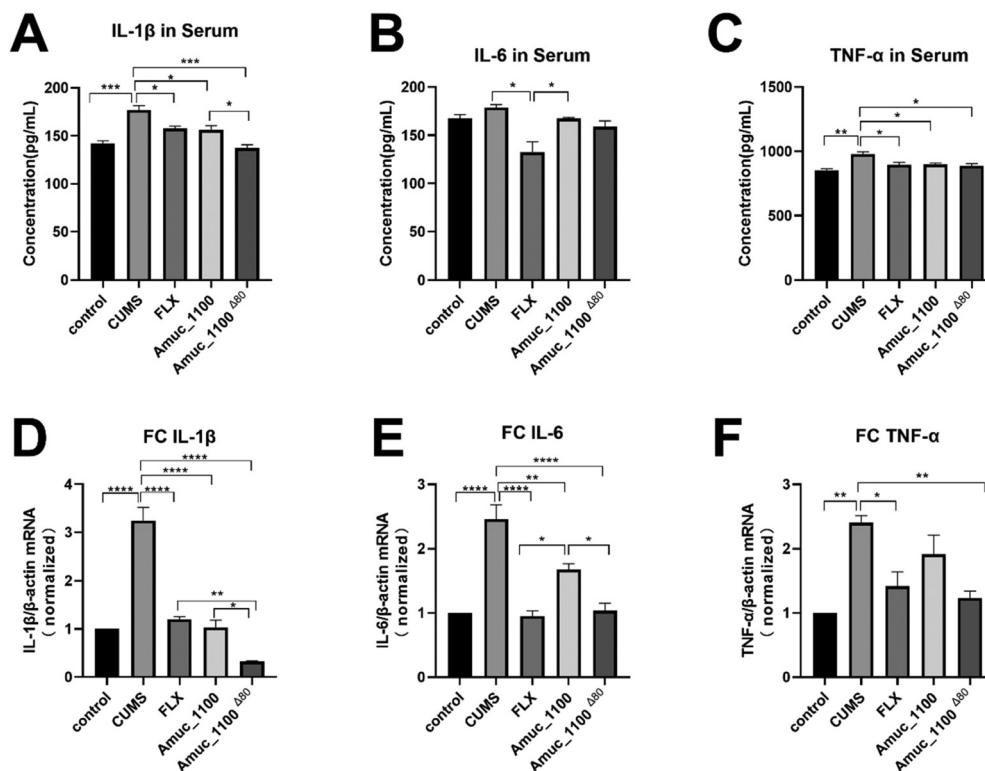 A
IL-1β in Serum
***
*
***
*
*
Concentration(pg/mL)
200
150
100
50
0
control
CUMS
FLX
Amuc_1100
Amuc_1100 Δ80
B
IL-6 in Serum
*
*
Concentration(pg/mL)
200
150
100
50
0
control
CUMS
FLX
Amuc_1100
Amuc_1100 Δ80
C
TNF-α in Serum
*
*
**
*
Concentration(pg/mL)
1500
1000
500
0
control
CUMS
FLX
Amuc_1100
Amuc_1100 Δ80
D
FC IL-1β
****
****
****
****
**
*
IL-1β/β-actin mRNA
( normalized)
4
3
2
1
0
control
CUMS
FLX
Amuc_1100
Amuc_1100 Δ80
E
FC IL-6
****
**
****
****
*
*
IL-6/β-actin mRNA
( normalized)
3
2
1
0
control
CUMS
FLX
Amuc_1100
Amuc_1100 Δ80
F
FC TNF-α
**
**
*
TNF-α/β-actin mRNA
( normalized)
3
2
1
0
control
CUMS
FLX
Amuc_1100
Amuc_1100 Δ80